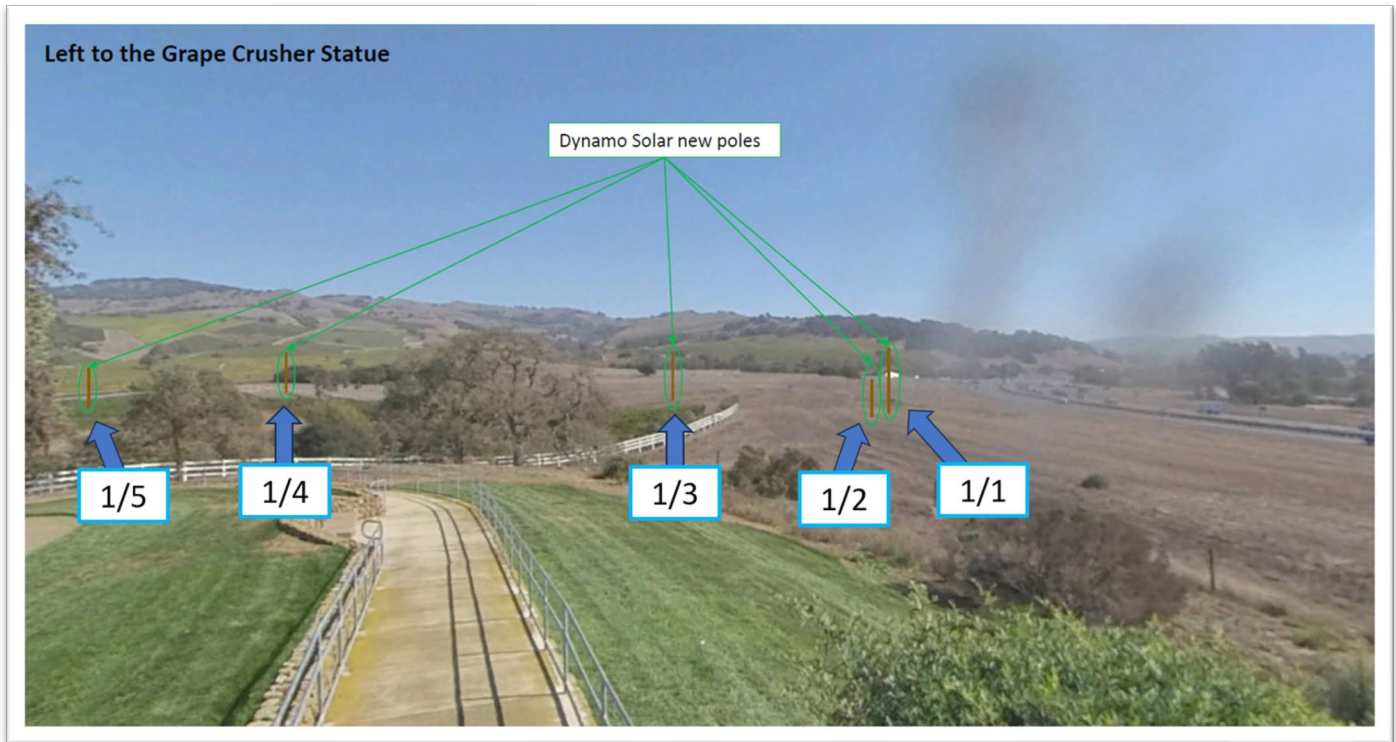 Left to the Grape Crusher Statue
Dynamo Solar new poles
1/5
1/4
1/3
1/2
1/1